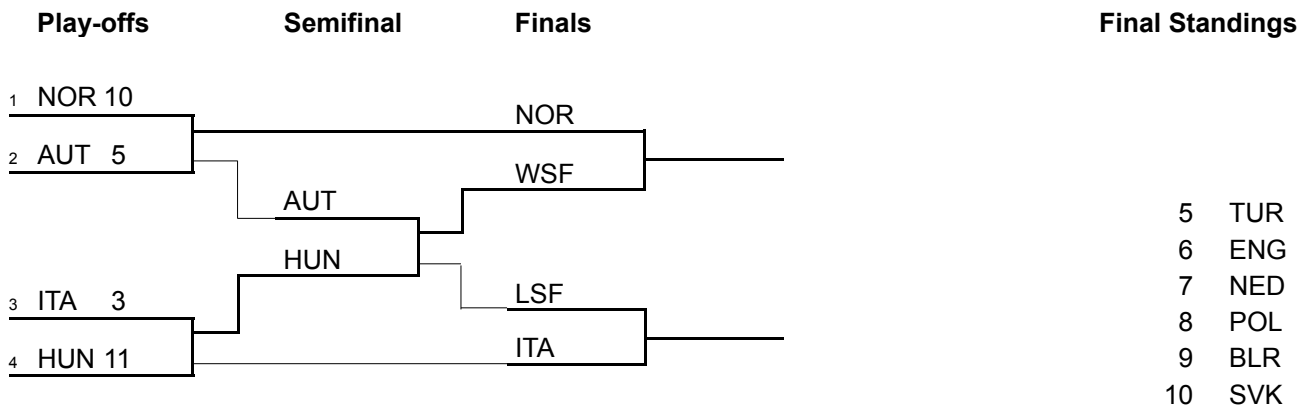 Play-offs Semifinal Finals Final Standings
1 NOR 10
NOR
2 AUT 5
WSF
AUT
5 TUR
HUN
6 ENG
3 ITA 3
LSF
7 NED
8 POL
4 HUN 11
ITA
9 BLR
10 SVK